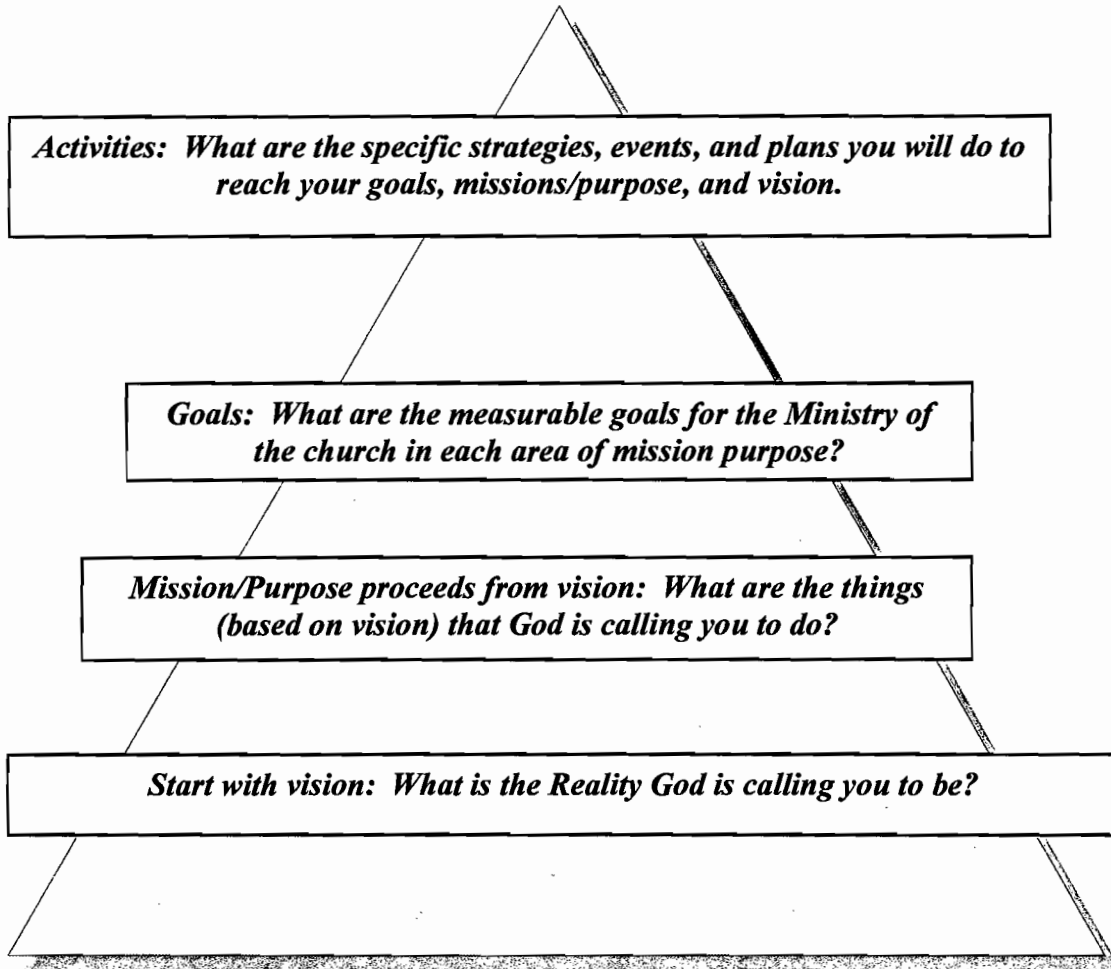 Activities: What are the specific strategies, events, and plans you will do to
reach your goals, missions/purpose, and vision.
Goals: What are the measurable goals for the Ministry of
the church in each area of mission purpose?
Mission/Purpose proceeds from vision: What are the things
(based on vision) that God is calling you to do?
Start with vision: What is the Reality God is calling you to be?